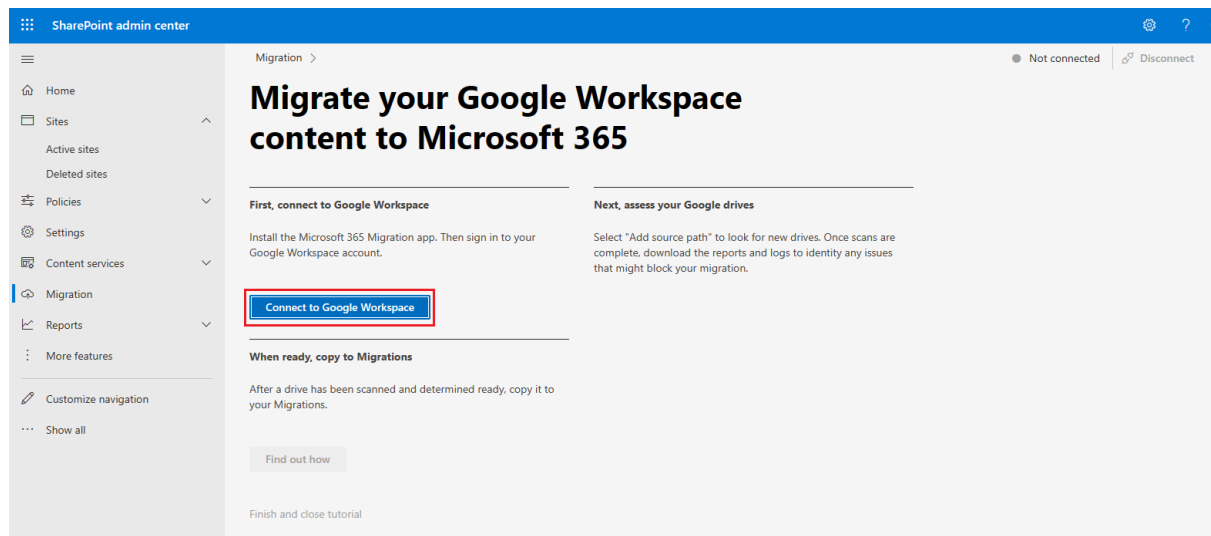 SharePoint admin center
?
Migration >
Not connected
Disconnect
Home
Sites
Active sites
Deleted sites
Policies
Settings
Content services
Migration
Reports
More features
Customize navigation
Show all
Migrate your Google Workspace
content to Microsoft 365
First, connect to Google Workspace
Install the Microsoft 365 Migration app. Then sign in to your
Google Workspace account.
Connect to Google Workspace
Next, assess your Google drives
Select "Add source path" to look for new drives. Once scans are
complete, download the reports and logs to identity any issues
that might block your migration.
When ready, copy to Migrations
After a drive has been scanned and determined ready, copy it to
your Migrations.
Find out how
Finish and close tutorial